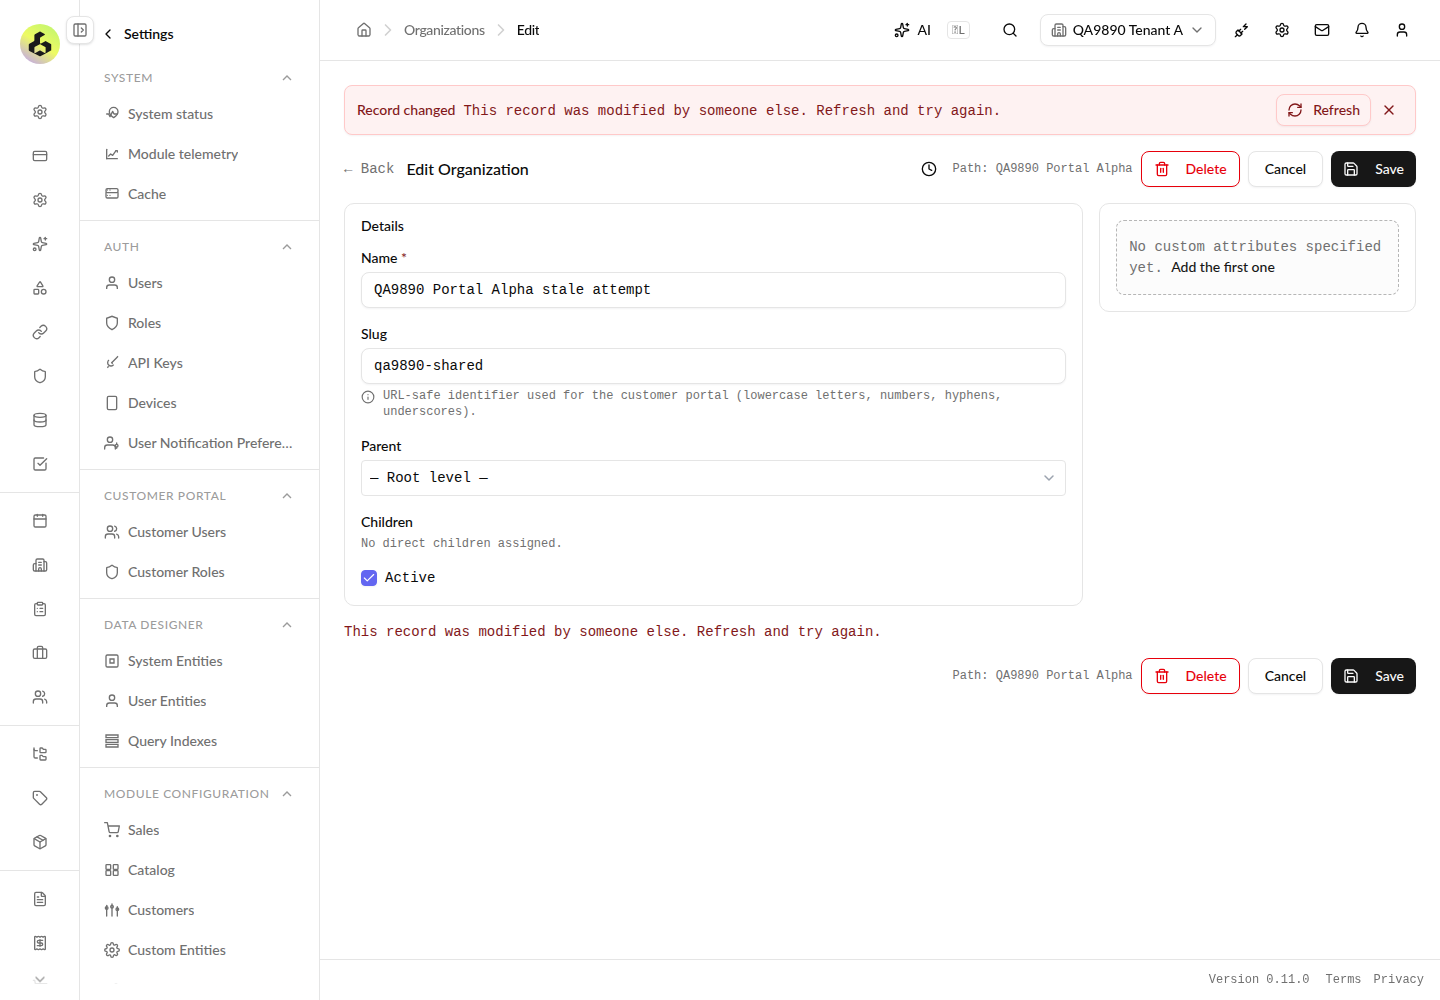 Settings
SYSTEM
System status
Module telemetry
Cache
AUTH
Users
Roles
API Keys
Devices
User Notification Prefere...
CUSTOMER PORTAL
Customer Users
Customer Roles
DATA DESIGNER
System Entities
User Entities
Query Indexes
MODULE CONFIGURATION
Sales
Catalog
Customers
Custom Entities
Organizations
Edit
AI
L
QA9890 Tenant A
Record changed This record was modified by someone else. Refresh and try again.
Refresh
← Back Edit Organization
Path: QA9890 Portal Alpha
Delete
Cancel
Save
Details
Name *
QA9890 Portal Alpha stale attempt
Slug
qa9890-shared
URL-safe identifier used for the customer portal (lowercase letters, numbers, hyphens,
underscores).
Parent
— Root level —
Children
No direct children assigned.
Active
No custom attributes specified
yet. Add the first one
This record was modified by someone else. Refresh and try again.
Path: QA9890 Portal Alpha
Delete
Cancel
Save
Version 0.11.0
Terms
Privacy